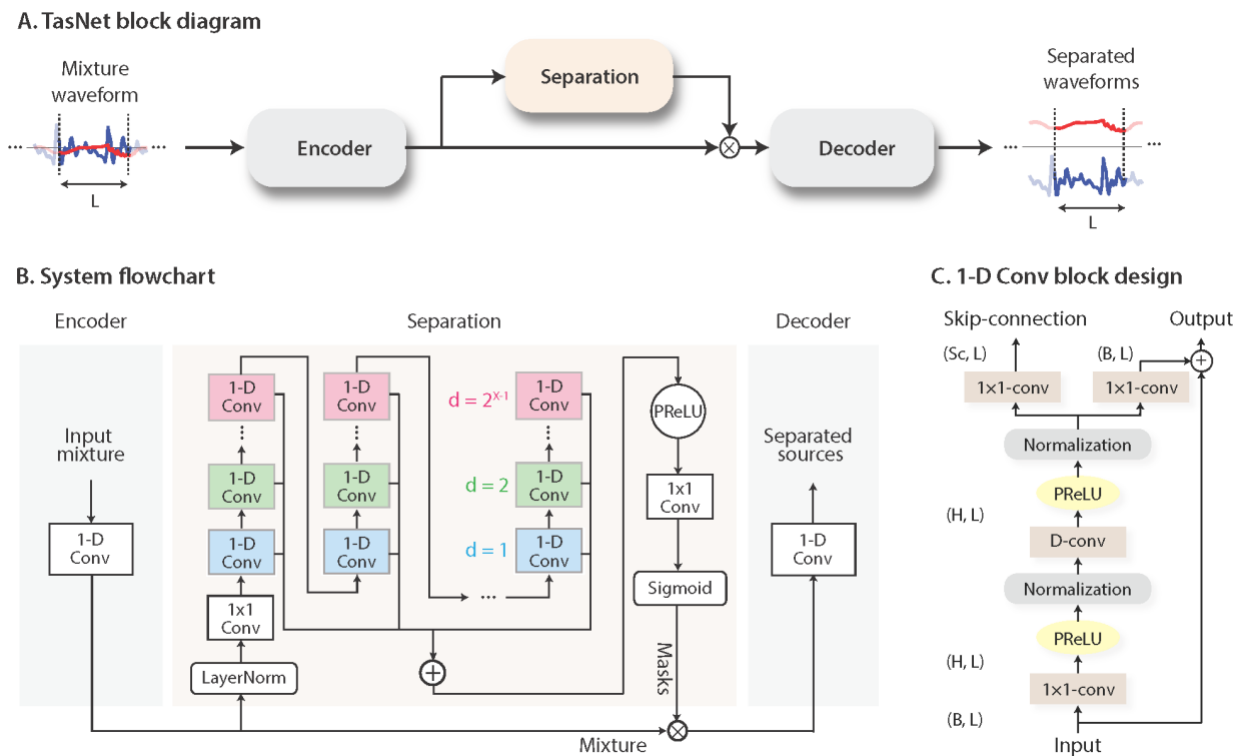 A. TasNet block diagram
Mixture
waveform
...
...
L
Encoder
Separation
Decoder
Separated
waveforms
...
...
L
B. System flowchart
Encoder
Separation
Decoder
Input
mixture
1-D
Conv
1-D
Conv
...
1-D
Conv
1-D
Conv
1x1
Conv
LayerNorm
1-D
Conv
...
1-D
Conv
1-D
Conv
d = 2^{X-1}
d = 2
d = 1
...
1-D
Conv
...
1-D
Conv
1-D
Conv
PReLU
1x1
Conv
Sigmoid
Masks
Mixture
Separated
sources
1-D
Conv
C. 1-D Conv block design
Skip-connection
Output
(Sc, L)
(B, L)
1×1-conv
1×1-conv
Normalization
PReLU
(H, L)
D-conv
Normalization
PReLU
(H, L)
1×1-conv
(B, L)
Input